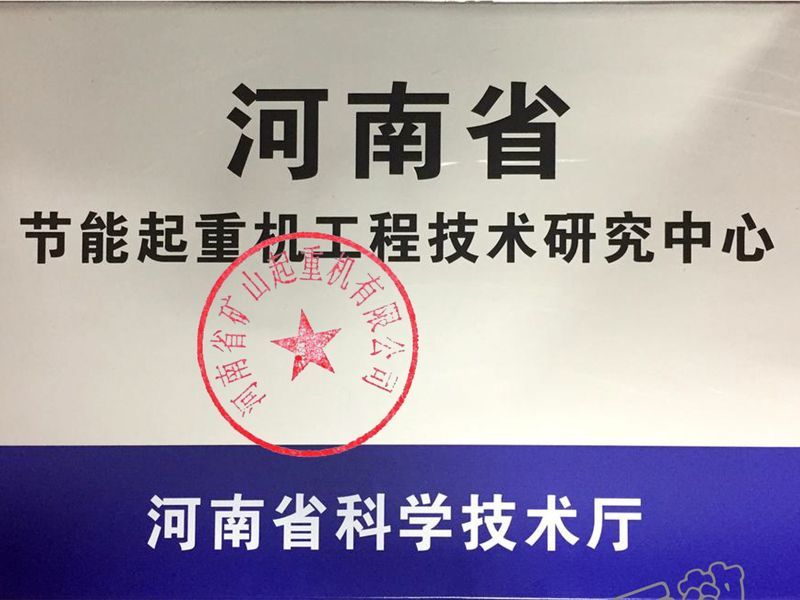 河南省
节能起重机工程技术研究中心
河南省矿山起重机有限公司
河南省科学技术厅